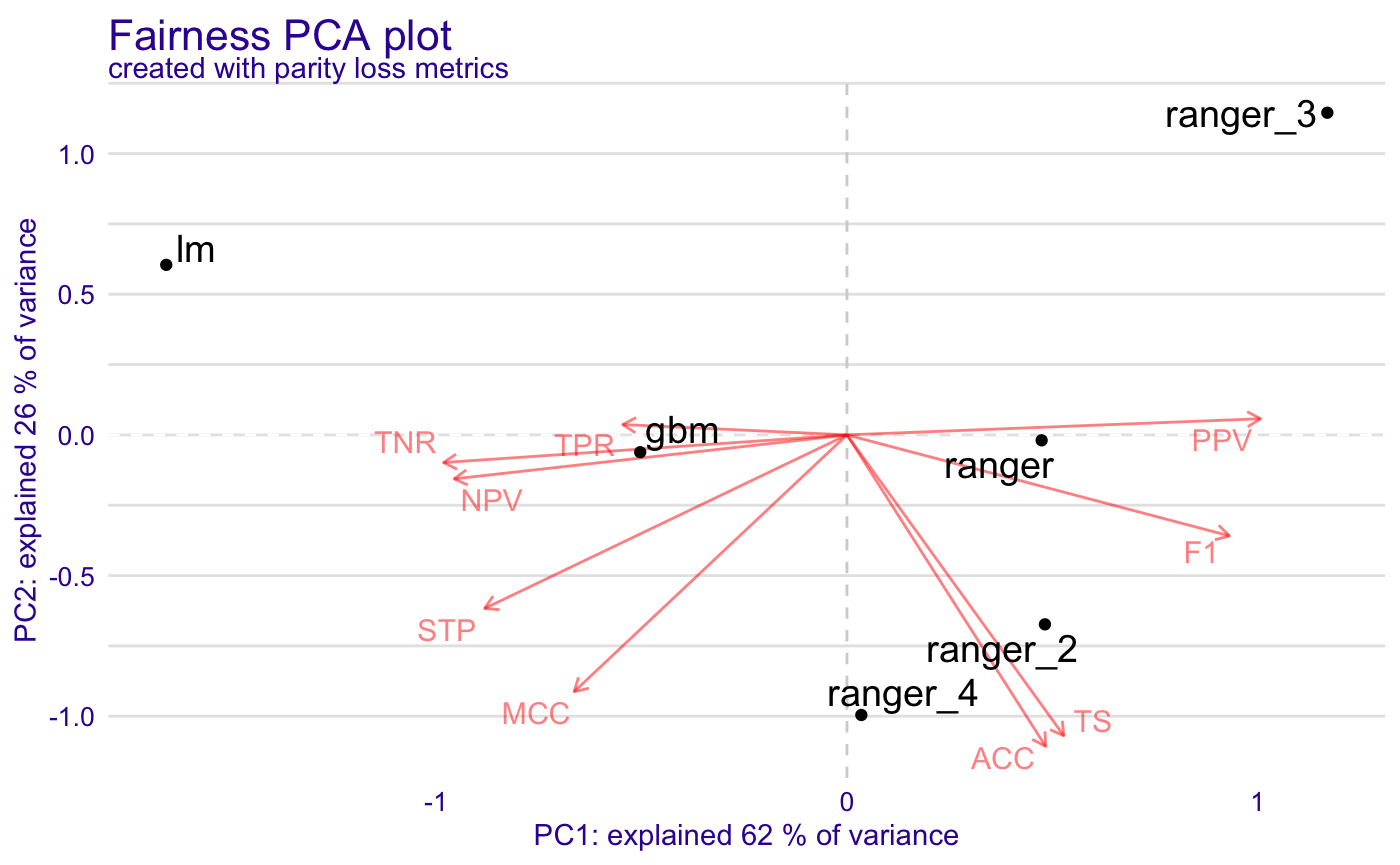 Fairness PCA plot
created with parity loss metrics
ranger_3
1.0
lm
0.5
gbm
0.0
TNR
TPR
PPV
ranger
NPV
F1
-0.5
STP
ranger_2
ranger_4
MCC
-1.0
TS
ACC
-1
0
1
PC1: explained 62 % of variance
PC2: explained 26 % of variance